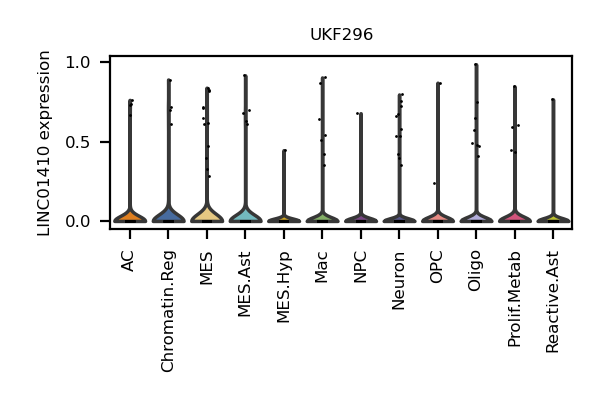 UKF296
LINC01410 expression
1.0
0.5
0.0
AC
Chromatin.Reg
MES
MES.Ast
MES.Hyp
Mac
NPC
Neuron
OPC
Oligo
Prolif.Metab
Reactive.Ast